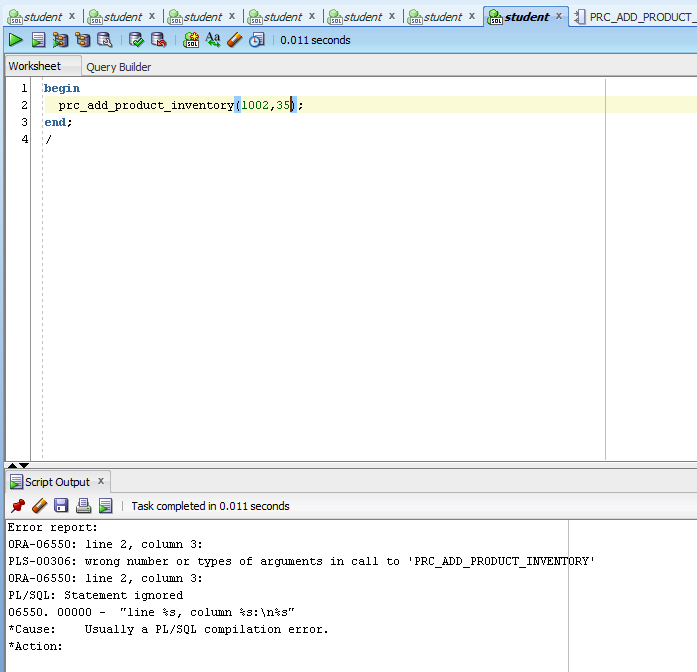 student x student x student x student x student x student x student x PRC_ADD_PRODUCT_
0.011 seconds
Worksheet Query Builder
1 begin
2 prc_add_product_inventory(1002,35);
3 end;
4 /
Script Output x
Task completed in 0.011 seconds
Error report:
ORA-06550: line 2, column 3:
PLS-00306: wrong number or types of arguments in call to 'PRC_ADD_PRODUCT_INVENTORY'
ORA-06550: line 2, column 3:
PL/SQL: Statement ignored
06550. 00000 - "line %s, column %s:\n%s"
*Cause: Usually a PL/SQL compilation error.
*Action: